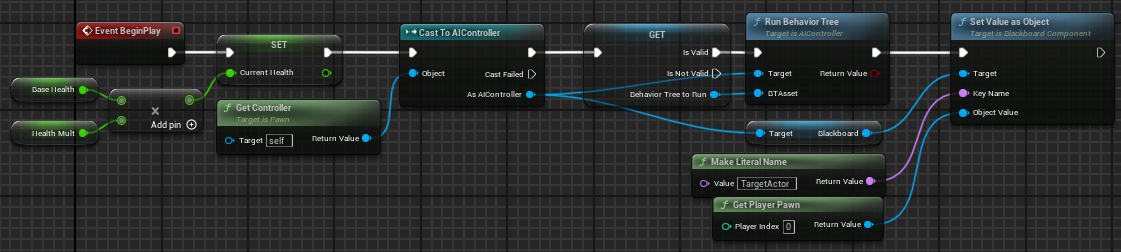 Event BeginPlay
SET
Current Health
Base Health
Health Mult
Add pin
Get Controller
Target is Pawn
Target self
Return Value
Cast To AIController
Object
Cast Failed
As AIController
GET
Is Valid
Is Not Valid
Behavior Tree to Run
Run Behavior Tree
Target is AIController
Target
Return Value
BTAsset
Target
Blackboard
Make Literal Name
Value TargetActor
Return Value
Get Player Pawn
Player Index 0
Return Value
Set Value as Object
Target is Blackboard Component
Target
Key Name
Object Value